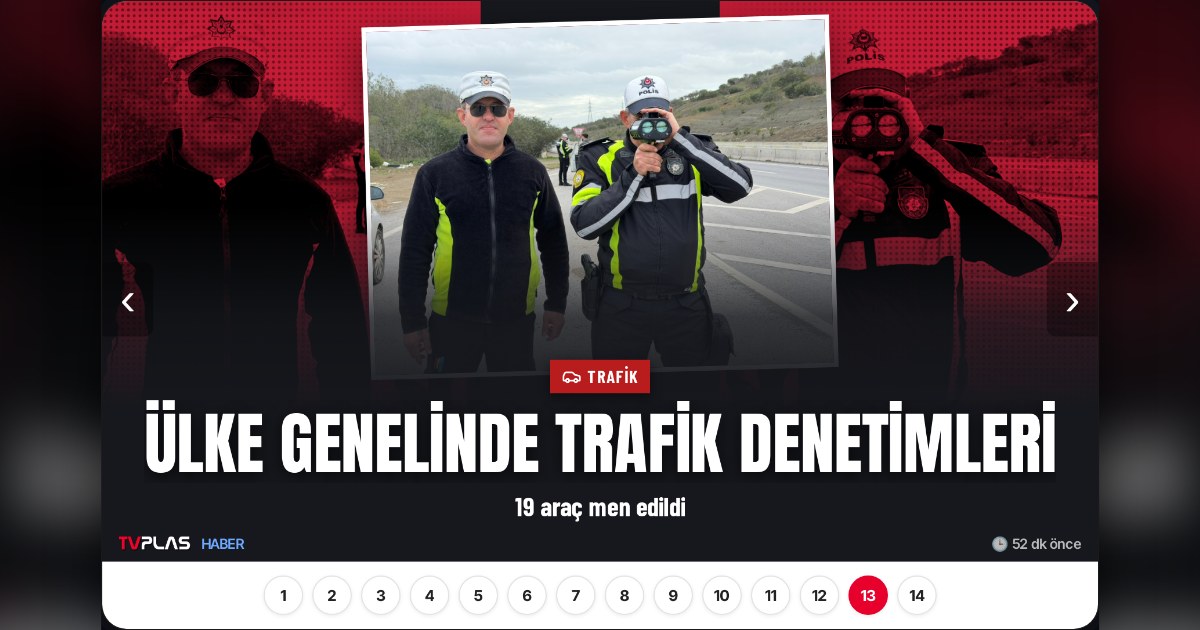 POLİS
POLİS
TRAFİK
ÜLKE GENELİNDE TRAFİK DENETİMLERİ
19 araç men edildi
TVPLAS HABER
52 dk önce
1 2 3 4 5 6 7 8 9 10 11 12 13 14